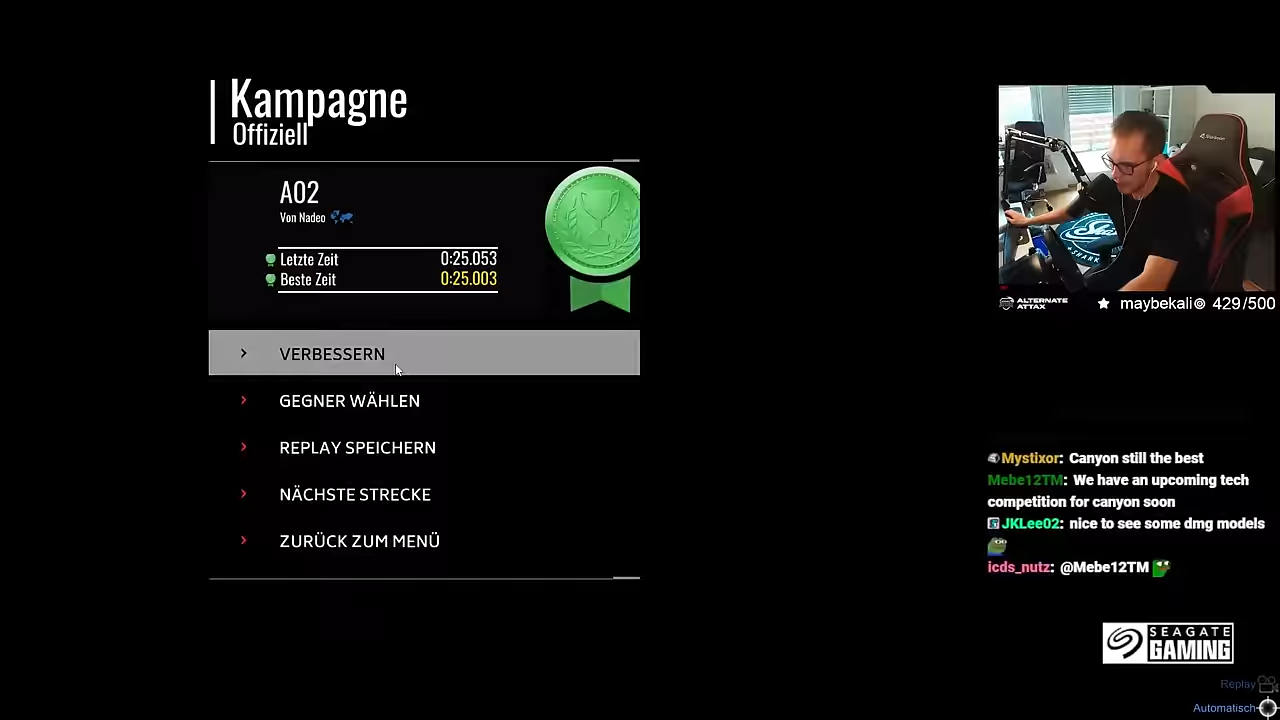 Kampagne
Offiziell
A02
Von Nadeo
Letzte Zeit 0:25.053
Beste Zeit 0:25.003
VERBESSERN
GEGNER WÄHLEN
REPLAY SPEICHERN
NÄCHSTE STRECKE
ZURÜCK ZUM MENÜ
ALTERNATE
ATTAX
maybekali 429/500
Mystixor: Canyon still the best
Mebe12TM: We have an upcoming tech
competition for canyon soon
JKLee02: nice to see some dmg models
icds_nutz: @Mebe12TM
SEAGATE
GAMING
Replay
Automatisch